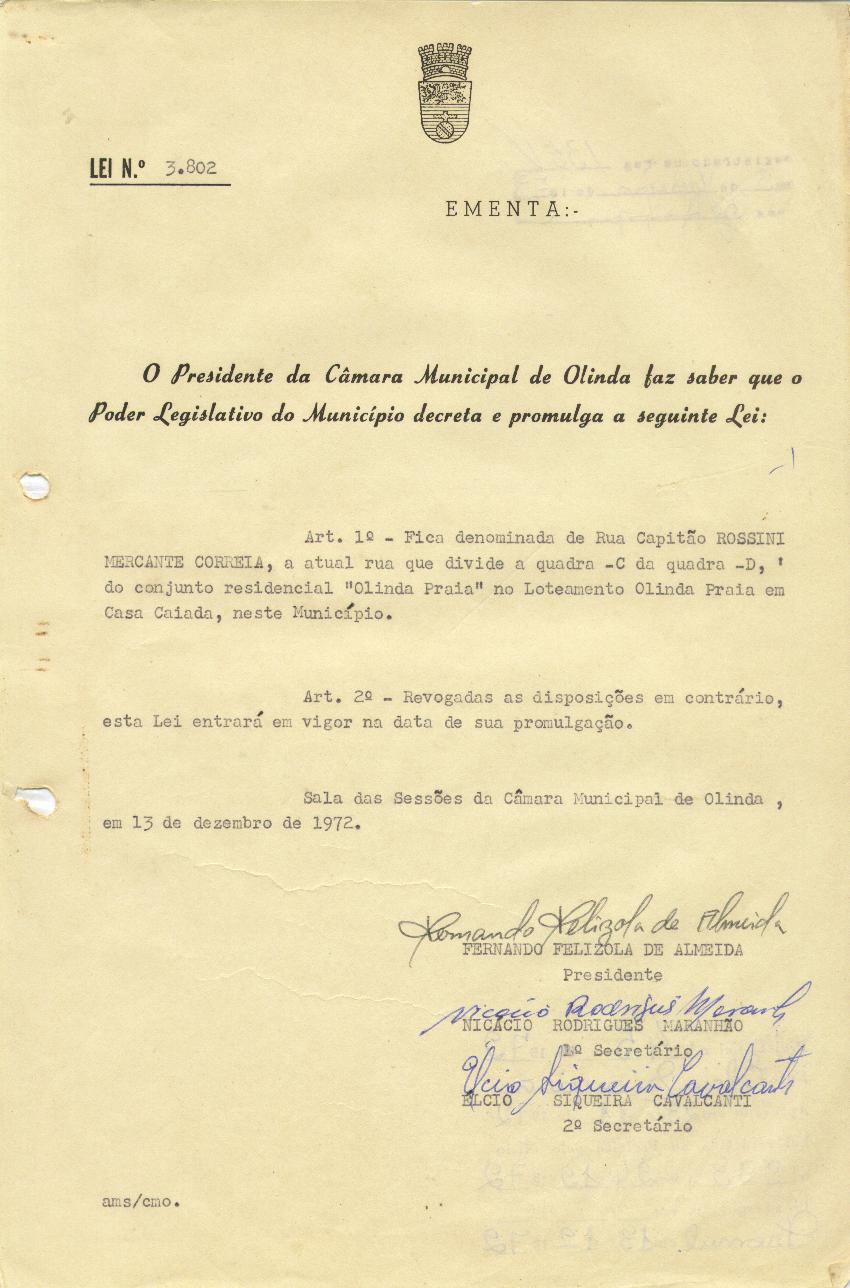 LEI N.º 3.802
EMENTA:-
O Presidente da Câmara Municipal de Olinda faz saber que o
Poder Legislativo do Município decreta e promulga a seguinte Lei:
Art. 1º - Fica denominada de Rua Capitão ROSSINI
MERCANTE CORREIA, a atual rua que divide a quadra -C da quadra -D, '
do conjunto residencial "Olinda Praia" no Loteamento Olinda Praia em
Casa Caiada, neste Município.
Art. 2º - Revogadas as disposições em contrário,
esta Lei entrará em vigor na data de sua promulgação.
Sala das Sessões da Câmara Municipal de Olinda ,
em 13 de dezembro de 1972.
Fernando Felizola de Almeida
FERNANDO FELIZOLA DE ALMEIDA
Presidente
Nicácio Rodrigues Maranhão
NICÁCIO RODRIGUES MARANHÃO
1º Secretário
Elcio Siqueira Cavalcanti
ELCIO SIQUEIRA CAVALCANTI
2º Secretário
ams/cmo.